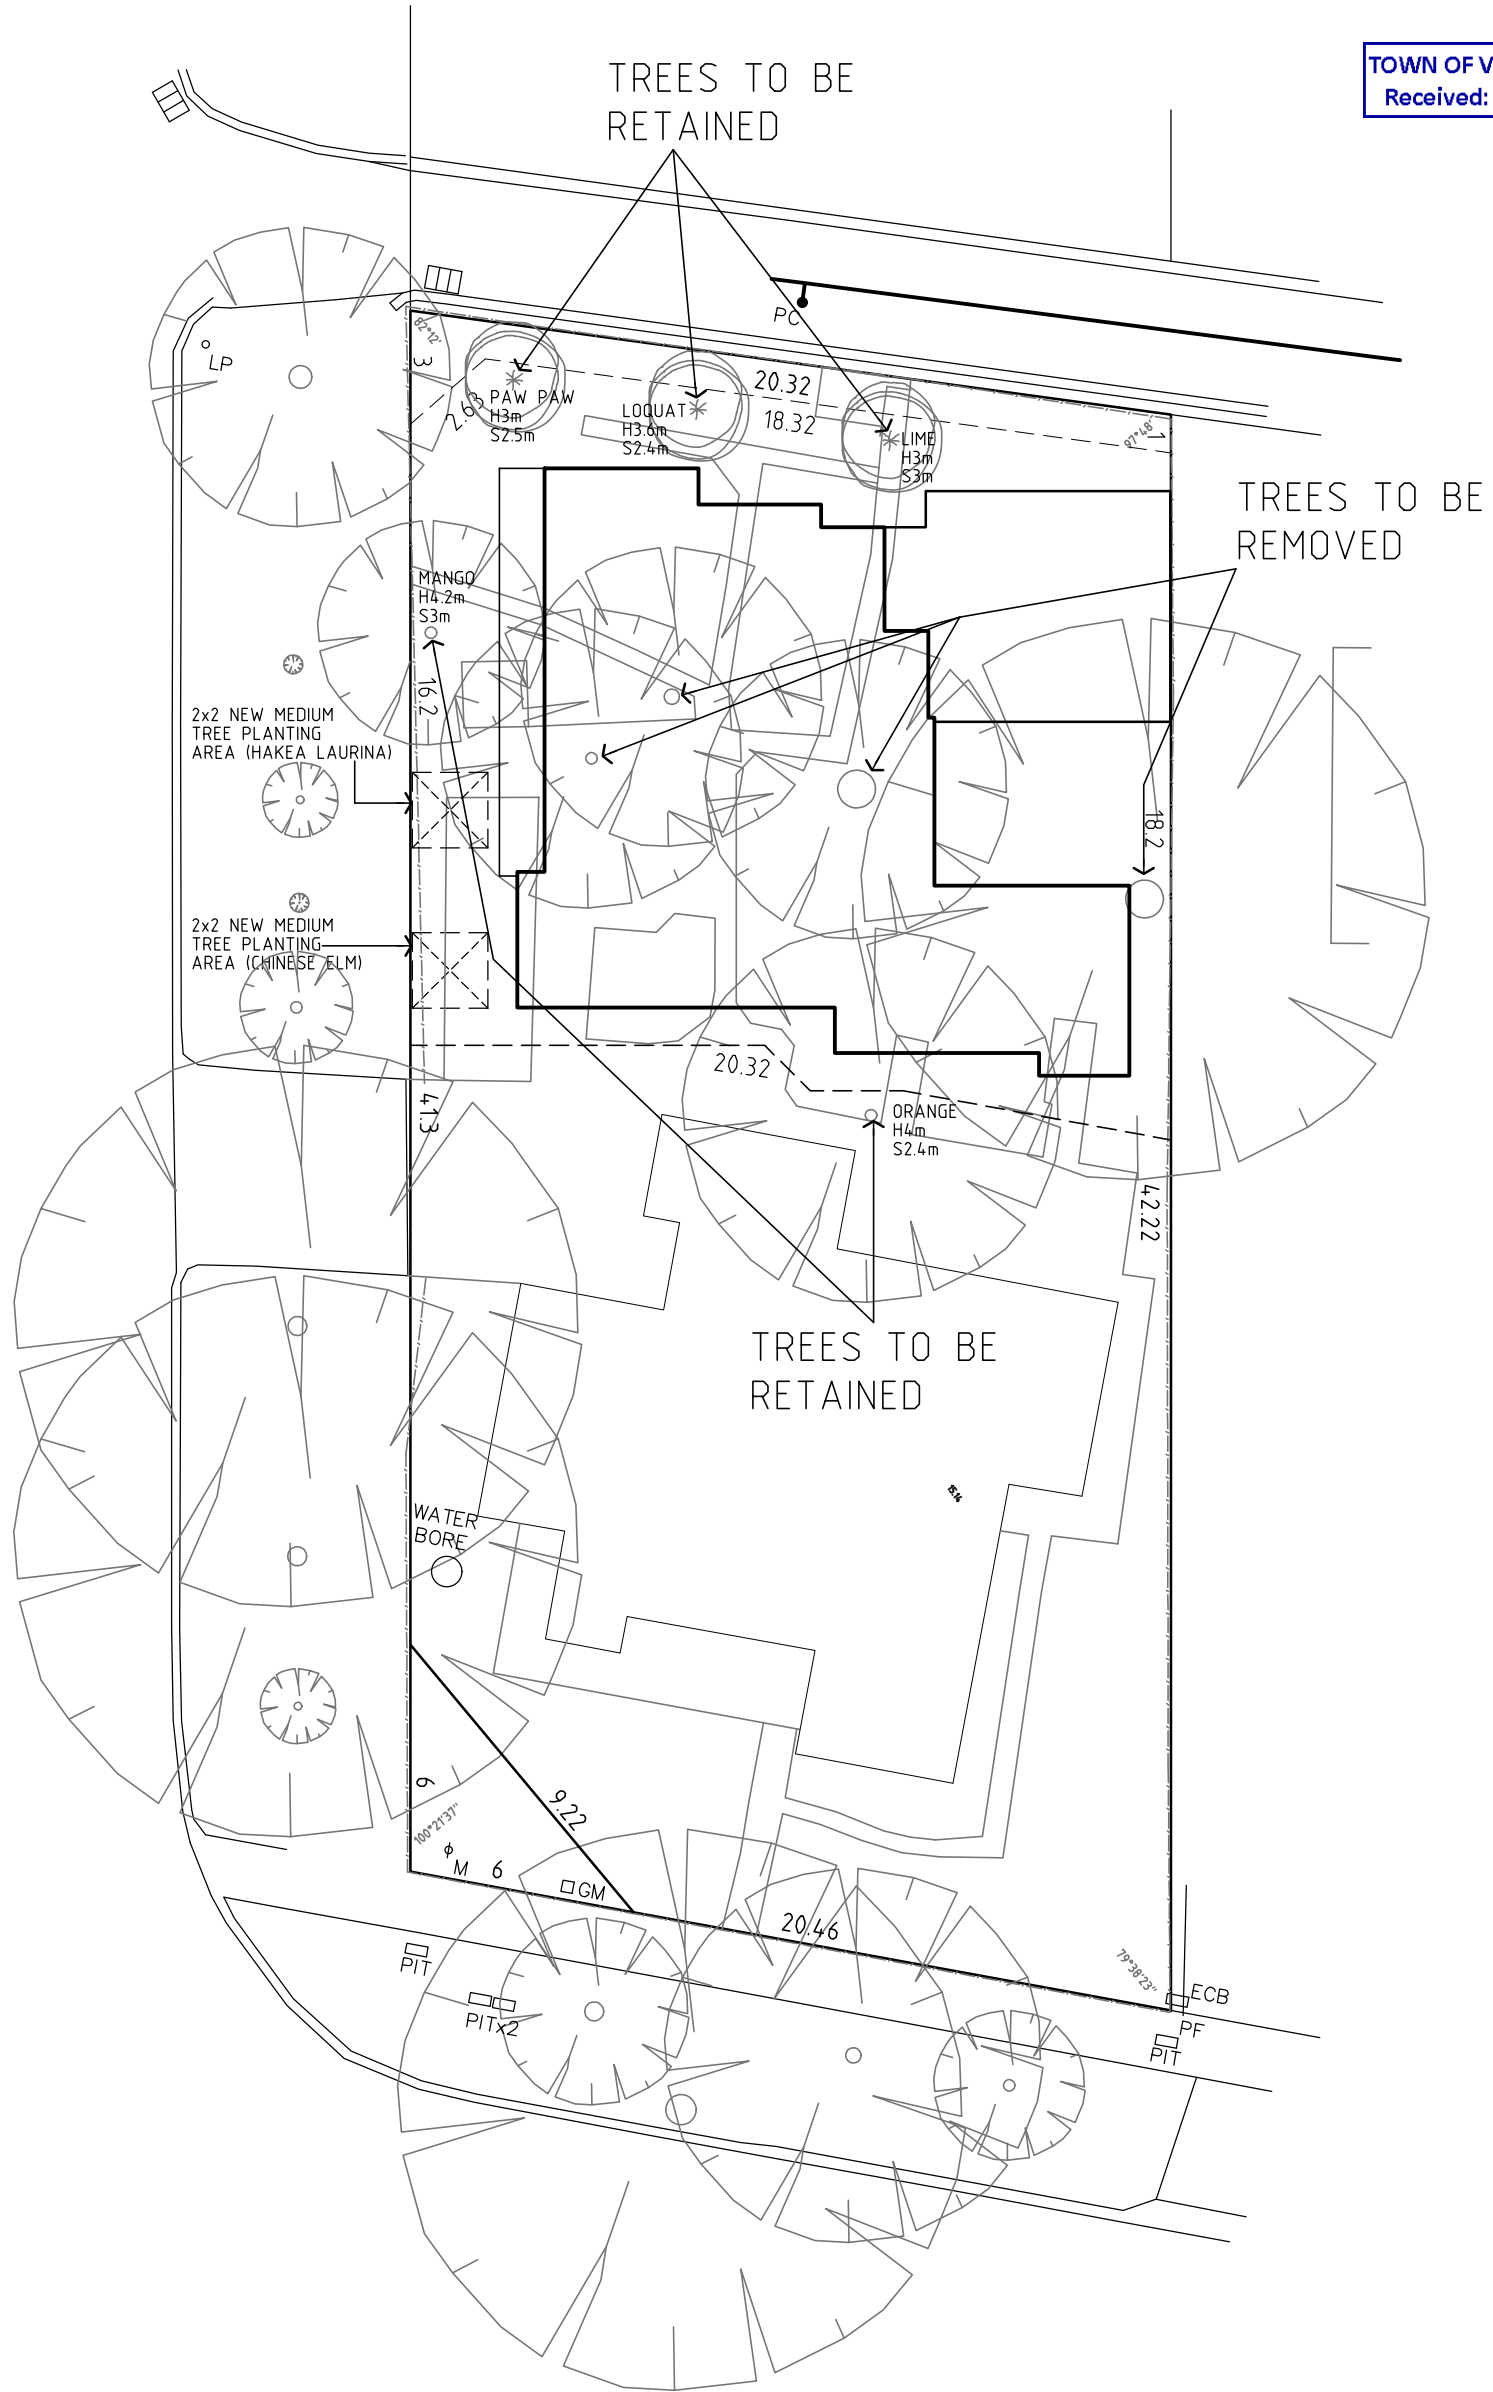 TOWN OF V
Received:
TREES TO BE
RETAINED
PC
LP
82°12'
3
2.63
PAW PAW
H3m
S2.5m
LOQUAT
H3.6m
S2.4m
20.32
18.32
LIME
H3m
S3m
97°48'
1
TREES TO BE
REMOVED
MANGO
H4.2m
S3m
16.2
2x2 NEW MEDIUM
TREE PLANTING
AREA (HAKEA LAURINA)
18.2
2x2 NEW MEDIUM
TREE PLANTING
AREA (CHINESE ELM)
20.32
41.3
ORANGE
H4m
S2.4m
42.22
TREES TO BE
RETAINED
15.14
WATER
BORE
6
9.22
100°21'37"
M
6
GM
20.46
79°38'23"
PIT
PITx2
ECB
PF
PIT